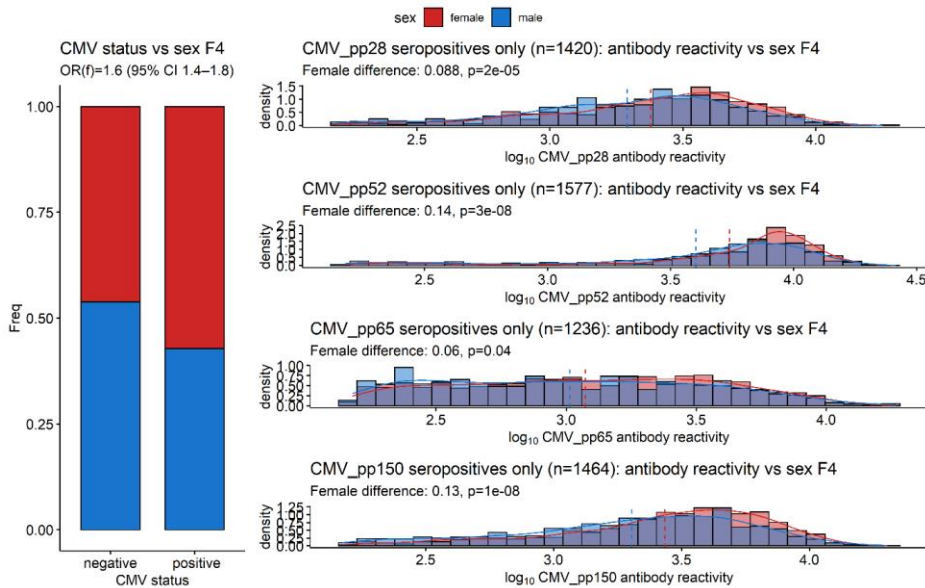 sex female male
CMV status vs sex F4
OR(f)=1.6 (95% CI 1.4–1.8)
1.00
0.75
0.50
0.25
0.00
Freq
negative positive
CMV status
CMV_pp28 seropositives only (n=1420): antibody reactivity vs sex F4
Female difference: 0.088, p=2e-05
density
1.5
1.0
0.5
0.0
2.5 3.0 3.5 4.0
log₁₀ CMV_pp28 antibody reactivity
CMV_pp52 seropositives only (n=1577): antibody reactivity vs sex F4
Female difference: 0.14, p=3e-08
density
2.5
2.0
1.5
1.0
0.5
0.0
2.5 3.0 3.5 4.0 4.5
log₁₀ CMV_pp52 antibody reactivity
CMV_pp65 seropositives only (n=1236): antibody reactivity vs sex F4
Female difference: 0.06, p=0.04
density
1.00
0.75
0.50
0.25
0.00
2.5 3.0 3.5 4.0
log₁₀ CMV_pp65 antibody reactivity
CMV_pp150 seropositives only (n=1464): antibody reactivity vs sex F4
Female difference: 0.13, p=1e-08
density
1.25
1.00
0.75
0.50
0.25
0.00
2.5 3.0 3.5 4.0
log₁₀ CMV_pp150 antibody reactivity